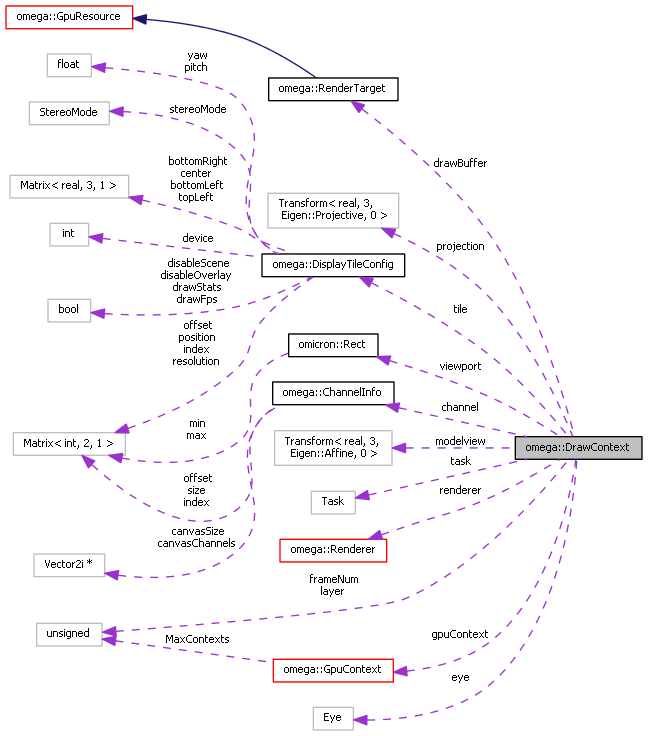 omega::GpuResource
yaw
pitch
float
omega::RenderTarget
StereoMode
stereoMode
drawBuffer
bottomRight
center
bottomLeft
topLeft
Matrix< real, 3, 1 >
Transform< real, 3,
Eigen::Projective, 0 >
int
device
projection
omega::DisplayTileConfig
disableScene
disableOverlay
drawStats
drawFps
bool
tile
offset
position
index
resolution
omicron::Rect
viewport
omega::ChannelInfo
channel
min
max
Matrix< int, 2, 1 >
Transform< real, 3,
Eigen::Affine, 0 >
modelview
omega::DrawContext
task
offset
size
index
Task
renderer
canvasSize
canvasChannels
omega::Renderer
Vector2i *
frameNum
layer
unsigned
MaxContexts
gpuContext
omega::GpuContext
eye
Eye